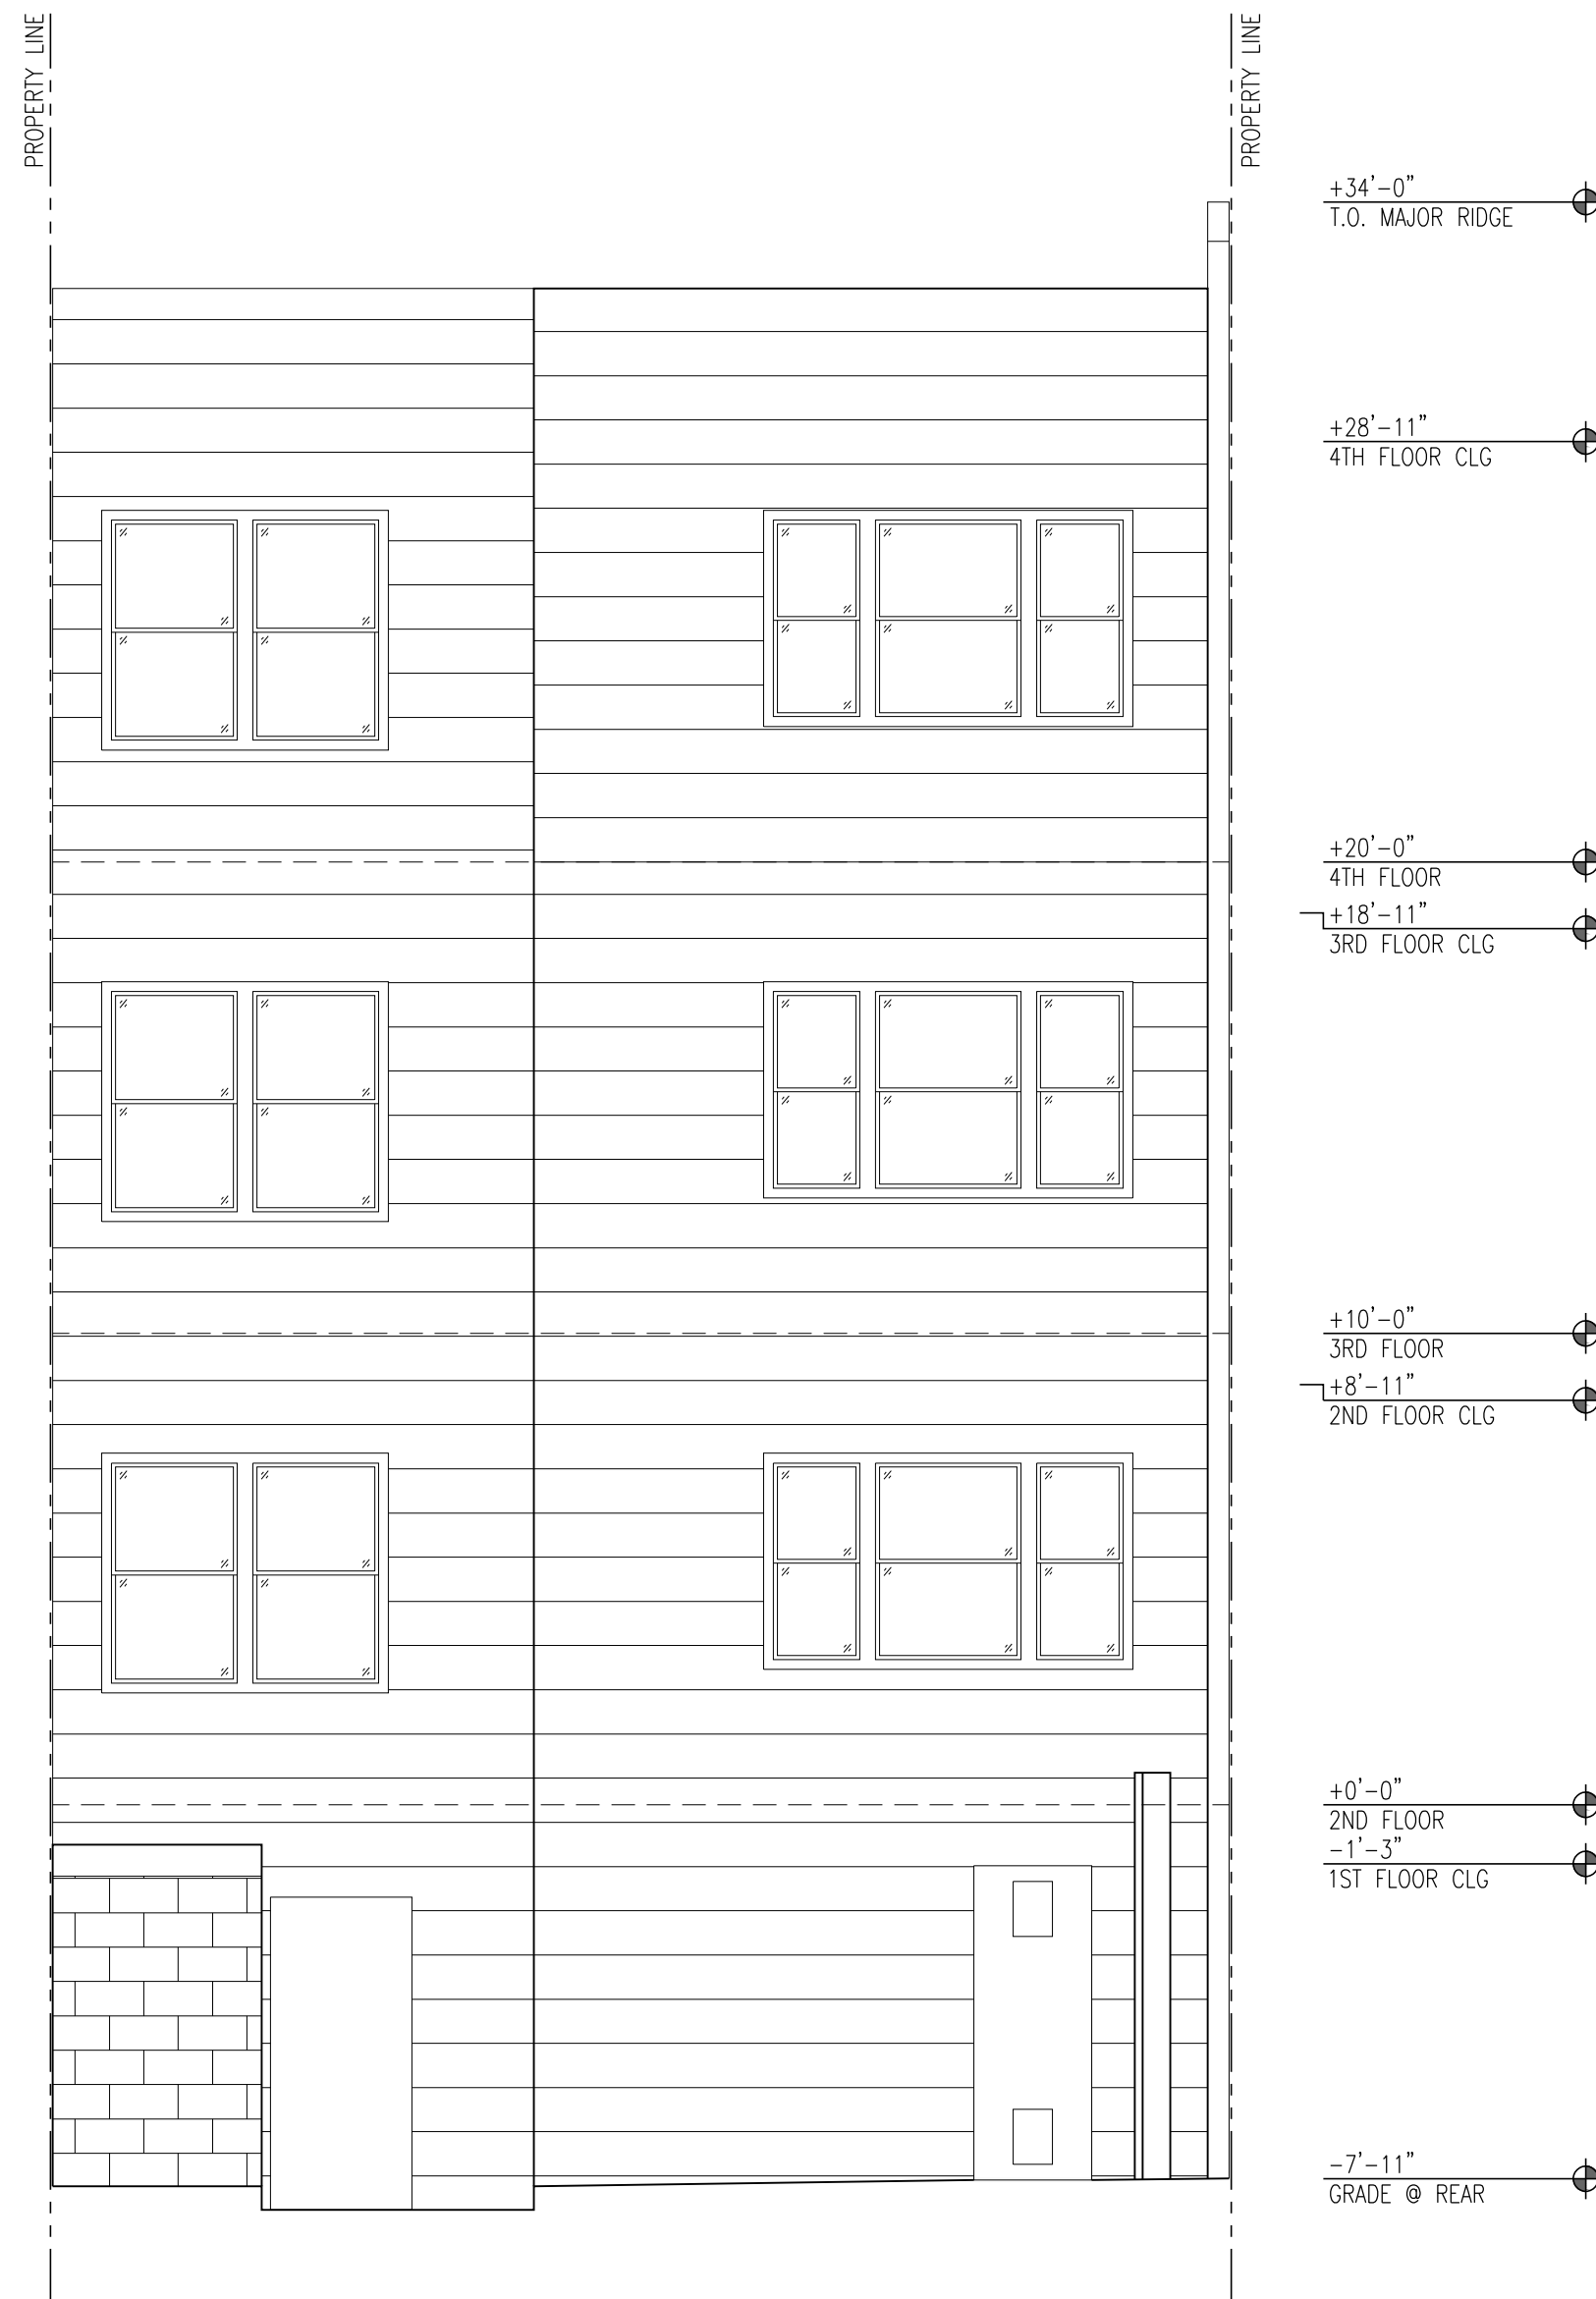 PROPERTY LINE
PROPERTY LINE
+34'-0"
T.O. MAJOR RIDGE
+28'-11"
4TH FLOOR CLG
+20'-0"
4TH FLOOR
+18'-11"
3RD FLOOR CLG
+10'-0"
3RD FLOOR
+8'-11"
2ND FLOOR CLG
+0'-0"
2ND FLOOR
-1'-3"
1ST FLOOR CLG
-7'-11"
GRADE @ REAR